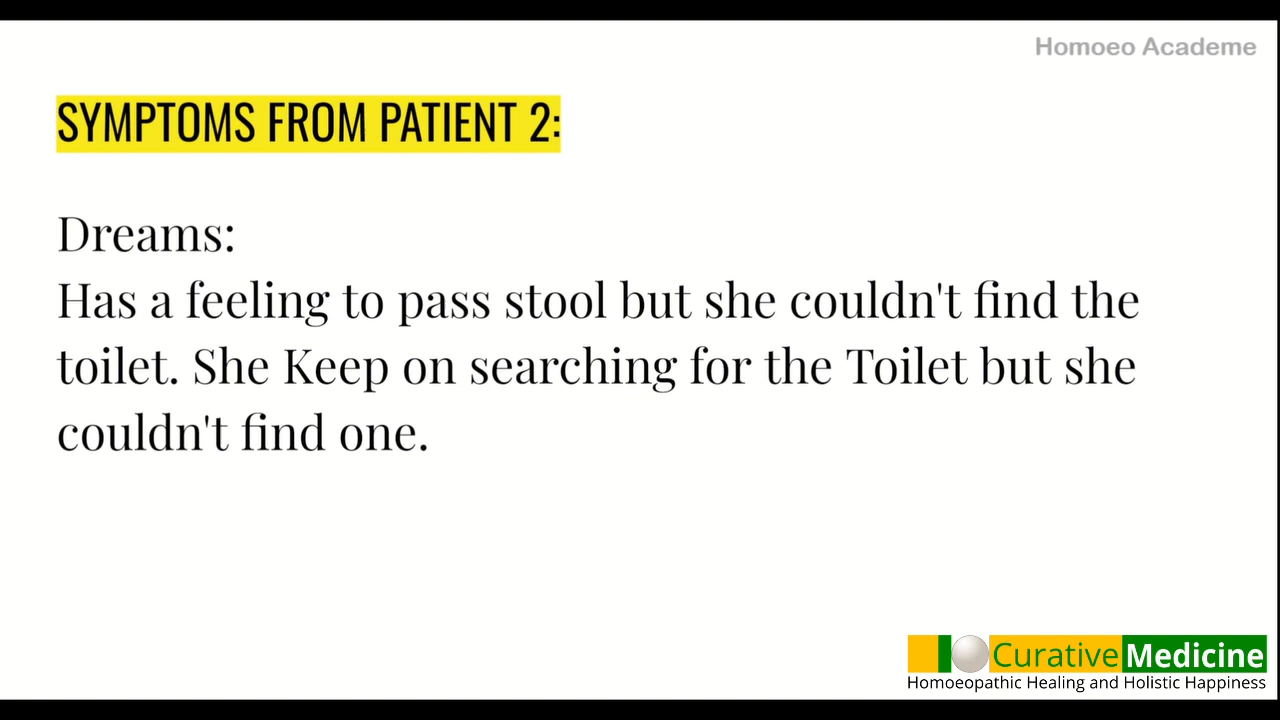 Homoeo Academe
SYMPTOMS FROM PATIENT 2:
Dreams:
Has a feeling to pass stool but she couldn't find the
toilet. She Keep on searching for the Toilet but she
couldn't find one.
Curative Medicine
Homoeopathic Healing and Holistic Happiness